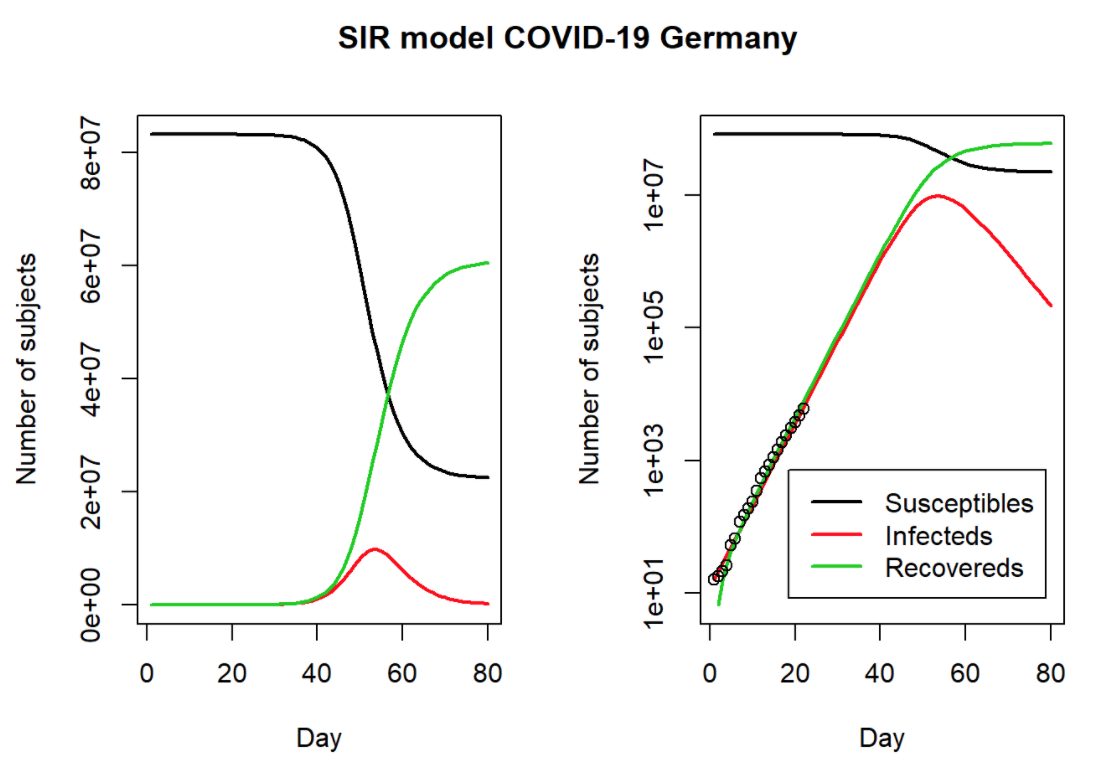 SIR model COVID-19 Germany
Number of subjects
0e+00 2e+07 4e+07 6e+07 8e+07
0 20 40 60 80
Day
Number of subjects
1e+01 1e+03 1e+05 1e+07
Susceptibles
Infecteds
Recovereds
0 20 40 60 80
Day